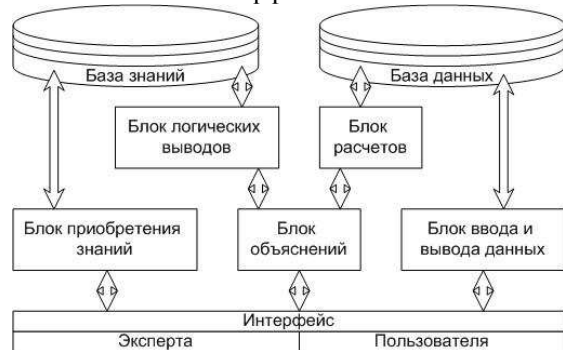 База знаний
База данных
Блок логических
выводов
Блок
расчетов
Блок приобретения
знаний
Блок
объяснений
Блок ввода и
вывода данных
Интерфейс
Эксперта
Пользователя